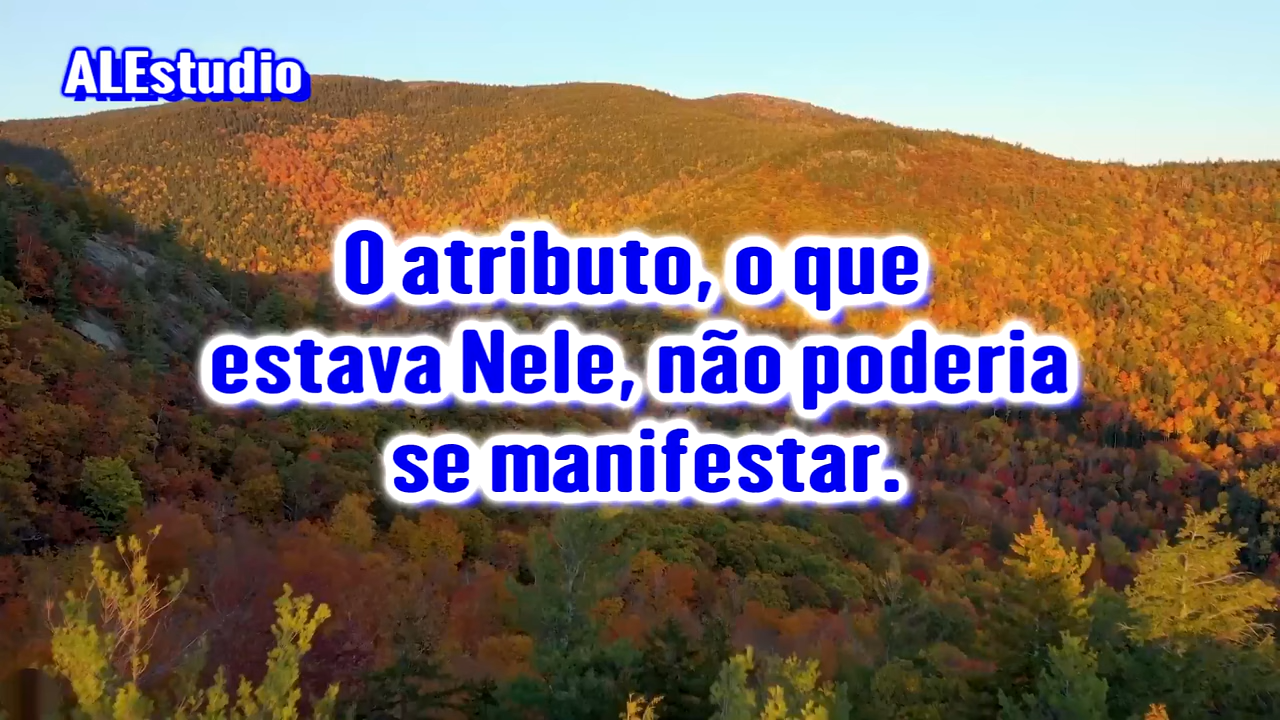 ALEstudio
O atributo, o que
estava Nele, não poderia
se manifestar.